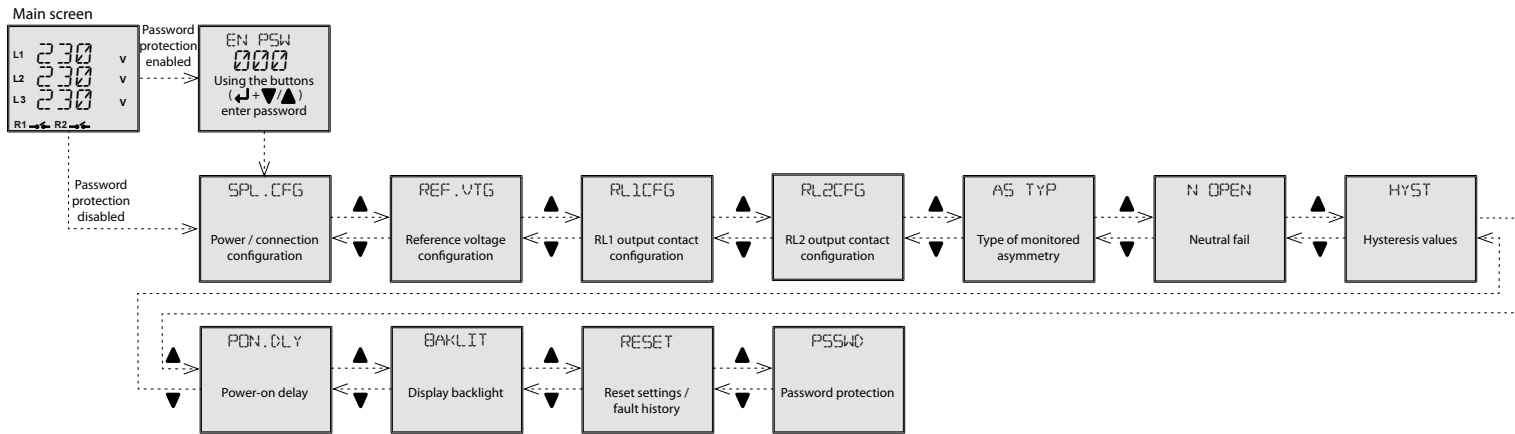 Main screen
L1 230 V
L2 230 V
L3 230 V
R1 R2
Password
protection
enabled
EN PSW
000
Using the buttons
( + / )
enter password
Password
protection
disabled
SPL.CFG
Power / connection
configuration
REF.VTG
Reference voltage
configuration
RL1CFG
RL1 output contact
configuration
RL2CFG
RL2 output contact
configuration
AS TYP
Type of monitored
asymmetry
N OPEN
Neutral fail
HYST
Hysteresis values
PON.DLY
Power-on delay
BAKLIT
Display backlight
RESET
Reset settings /
fault history
PSSWD
Password protection